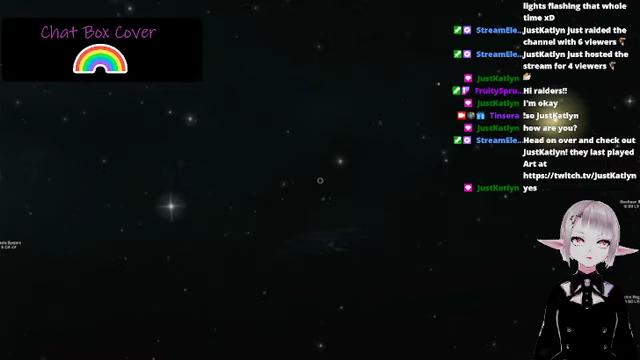 Chat Box Cover
lights flashing that whole
time xD
StreamEle... JustKatlyn just raided the
channel with 6 viewers
StreamEle... JustKatlyn just hosted the
stream for 4 viewers
JustKatlyn
FruitySpru... Hi raiders!!
JustKatlyn I'm okay
Tinsera !so JustKatlyn
JustKatlyn how are you?
StreamEle... Head on over and check out
JustKatlyn! they last played
Art at
https://twitch.tv/JustKatlyn
JustKatlyn yes